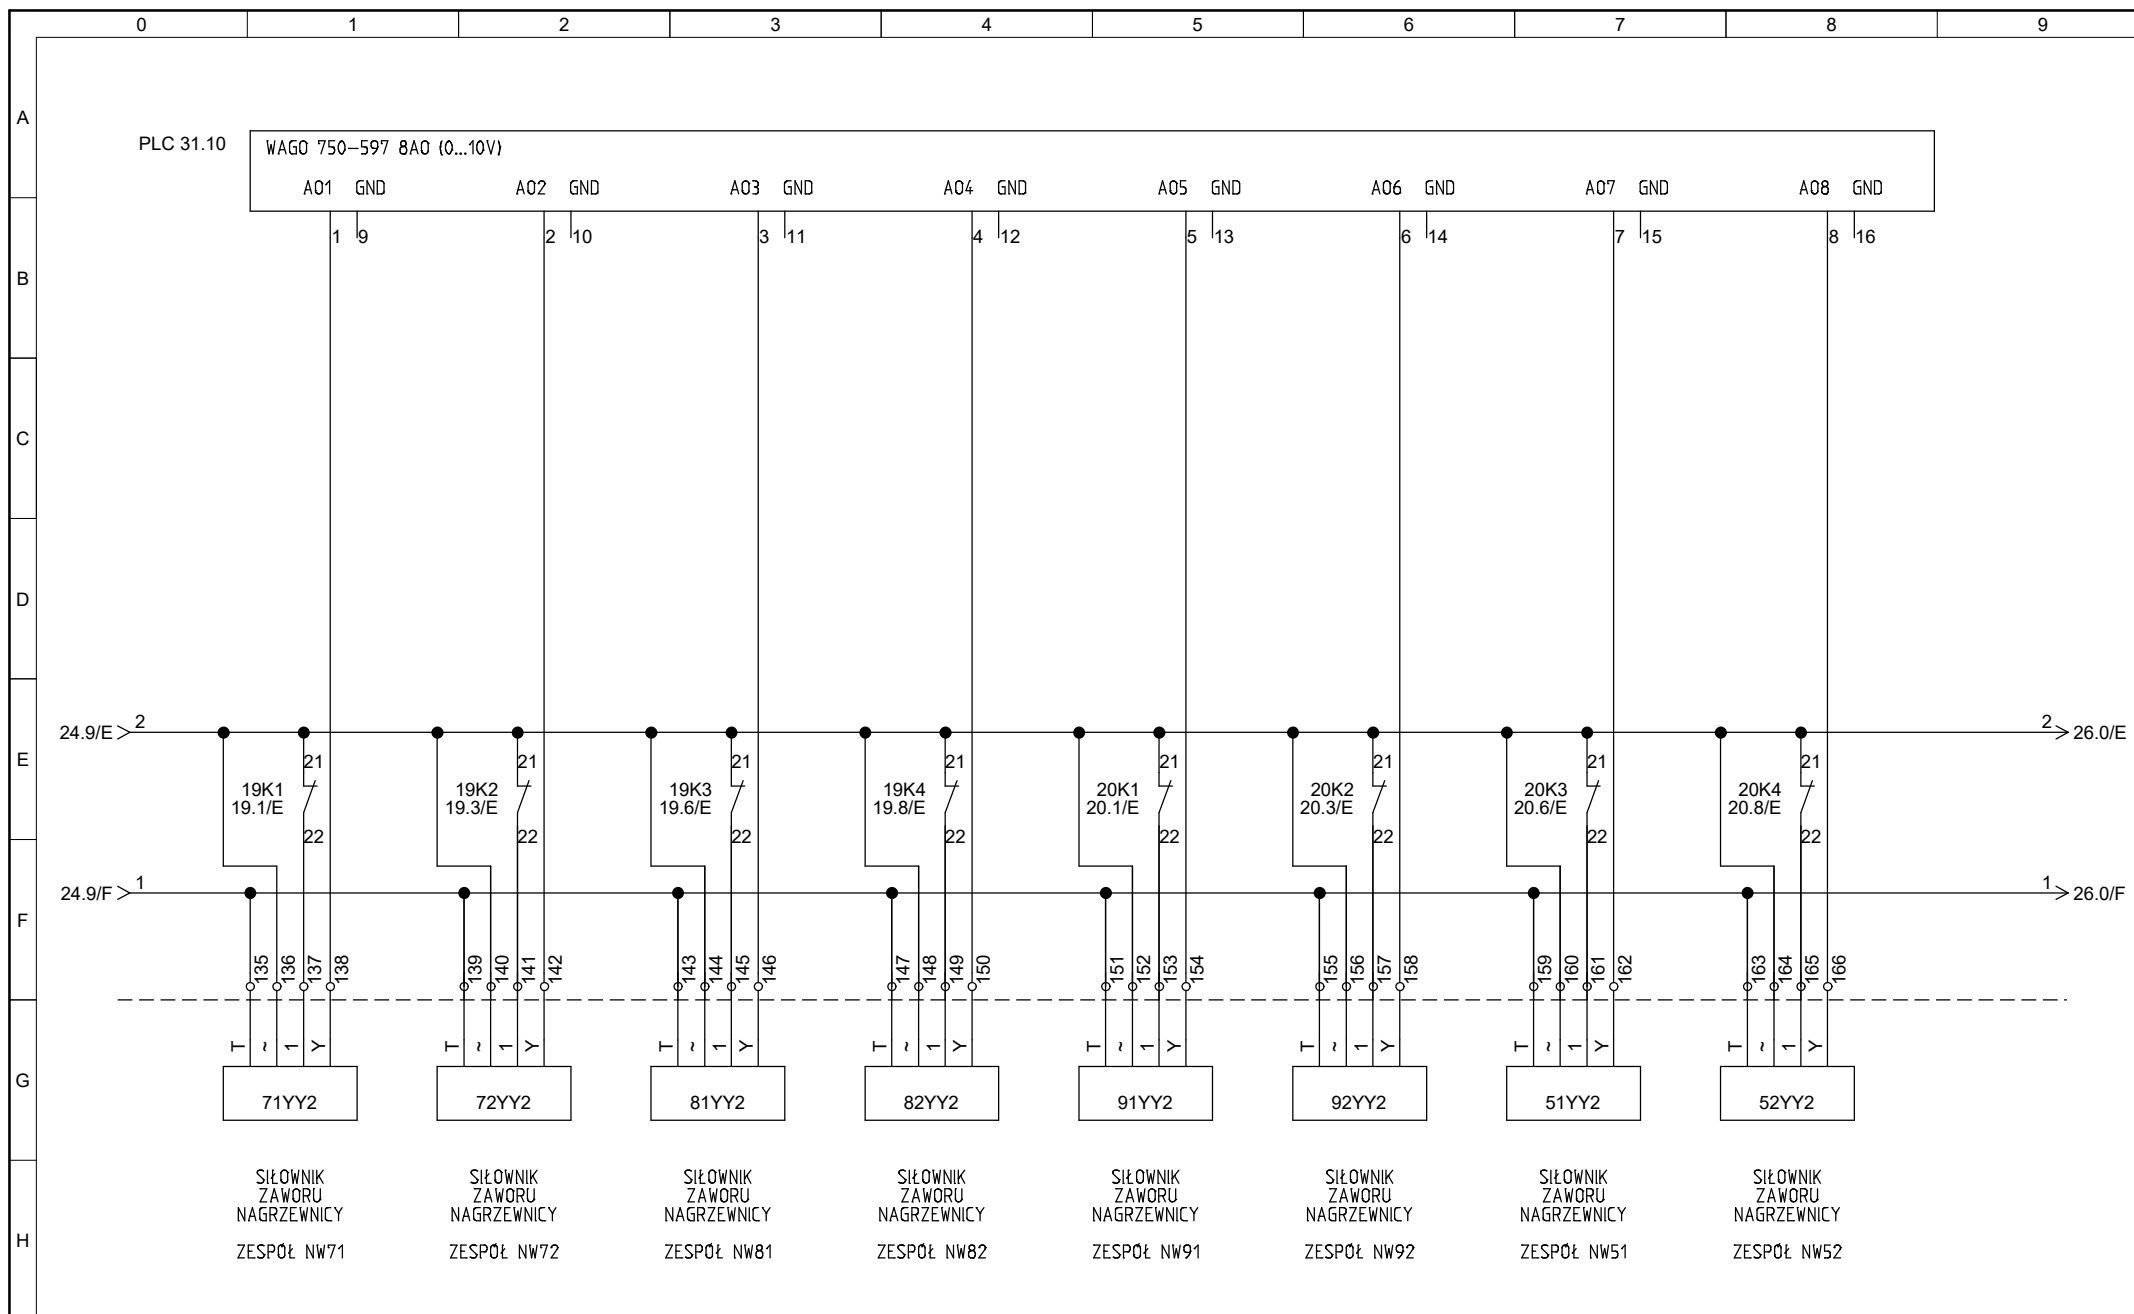 0 1 2 3 4 5 6 7 8 9
A
PLC 31.10 WAGO 750-597 8AO (0...10V)
AO1 GND AO2 GND AO3 GND AO4 GND AO5 GND AO6 GND AO7 GND AO8 GND
1 9 2 10 3 11 4 12 5 13 6 14 7 15 8 16
B
C
D
24.9/E 2 2 26.0/E
E
21 21 21 21 21 21 21 21
19K1 19K2 19K3 19K4 20K1 20K2 20K3 20K4
19.1/E 19.3/E 19.6/E 19.8/E 20.1/E 20.3/E 20.6/E 20.8/E
22 22 22 22 22 22 22 22
24.9/F 1 1 26.0/F
F
135 136 137 138 139 140 141 142 143 144 145 146 147 148 149 150 151 152 153 154 155 156 157 158 159 160 161 162 163 164 165 166
T ~ 1 Y T ~ 1 Y T ~ 1 Y T ~ 1 Y T ~ 1 Y T ~ 1 Y T ~ 1 Y T ~ 1 Y
G
71YY2 72YY2 81YY2 82YY2 91YY2 92YY2 51YY2 52YY2
SIŁOWNIK SIŁOWNIK SIŁOWNIK SIŁOWNIK SIŁOWNIK SIŁOWNIK SIŁOWNIK SIŁOWNIK
ZAWORU ZAWORU ZAWORU ZAWORU ZAWORU ZAWORU ZAWORU ZAWORU
NAGRZEWNICY NAGRZEWNICY NAGRZEWNICY NAGRZEWNICY NAGRZEWNICY NAGRZEWNICY NAGRZEWNICY NAGRZEWNICY
H
ZESPÓŁ NW71 ZESPÓŁ NW72 ZESPÓŁ NW81 ZESPÓŁ NW82 ZESPÓŁ NW91 ZESPÓŁ NW92 ZESPÓŁ NW51 ZESPÓŁ NW52